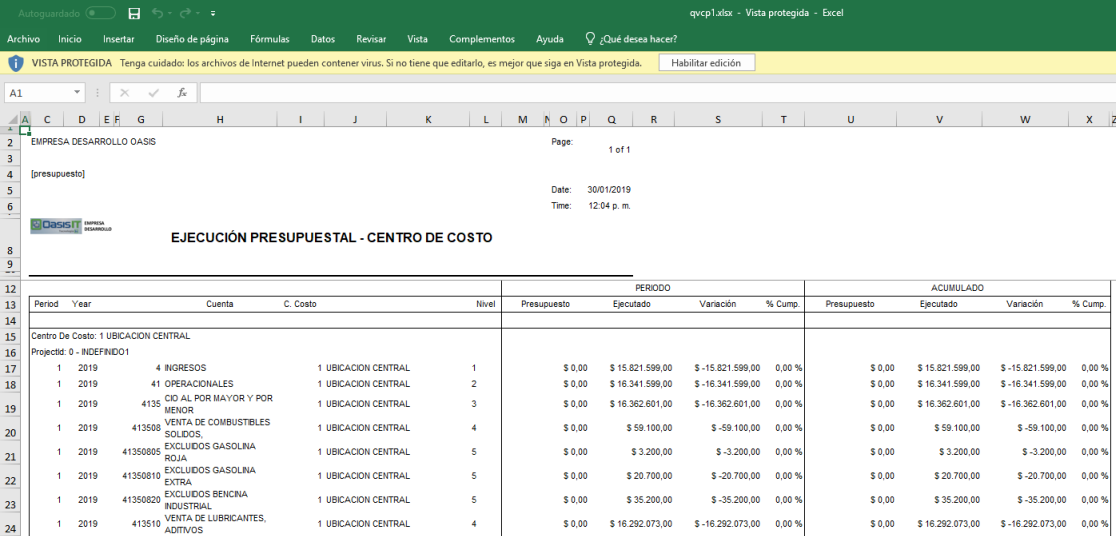 Autoguardado
qvcp1.xlsx - Vista protegida - Excel
Archivo Inicio Insertar Diseño de página Fórmulas Datos Revisar Vista Complementos Ayuda ¿Qué desea hacer?
VISTA PROTEGIDA Tenga cuidado: los archivos de Internet pueden contener virus. Si no tiene que editarlo, es mejor que siga en Vista protegida. Habilitar edición
A1 fx
A C D E F G H I J K L M N O P Q R S T U V W X Z
2 EMPRESA DESARROLLO OASIS Page:
3 1 of 1
4 [presupuesto]
5 Date: 30/01/2019
6 Time: 12:04 p. m.
OasisIT EMPRESA DESARROLLO
8 EJECUCIÓN PRESUPUESTAL - CENTRO DE COSTO
9
12 PERIODO ACUMULADO
13 Period Year Cuenta C. Costo Nivel Presupuesto Ejecutado Variación % Cump. Presupuesto Ejecutado Variación % Cump.
14
15 Centro De Costo: 1 UBICACION CENTRAL
16 ProjectId: 0 - INDEFINIDO1
17 1 2019 4 INGRESOS 1 UBICACION CENTRAL 1 $ 0,00 $ 15.821.599,00 $ -15.821.599,00 0,00 % $ 0,00 $ 15.821.599,00 $ -15.821.599,00 0,00 %
18 1 2019 41 OPERACIONALES 1 UBICACION CENTRAL 2 $ 0,00 $ 16.341.599,00 $ -16.341.599,00 0,00 % $ 0,00 $ 16.341.599,00 $ -16.341.599,00 0,00 %
19 1 2019 4135 CIO AL POR MAYOR Y POR MENOR 1 UBICACION CENTRAL 3 $ 0,00 $ 16.362.601,00 $ -16.362.601,00 0,00 % $ 0,00 $ 16.362.601,00 $ -16.362.601,00 0,00 %
20 1 2019 413508 VENTA DE COMBUSTIBLES SOLIDOS, 1 UBICACION CENTRAL 4 $ 0,00 $ 59.100,00 $ -59.100,00 0,00 % $ 0,00 $ 59.100,00 $ -59.100,00 0,00 %
21 1 2019 41350805 EXCLUIDOS GASOLINA ROJA 1 UBICACION CENTRAL 5 $ 0,00 $ 3.200,00 $ -3.200,00 0,00 % $ 0,00 $ 3.200,00 $ -3.200,00 0,00 %
22 1 2019 41350810 EXCLUIDOS GASOLINA EXTRA 1 UBICACION CENTRAL 5 $ 0,00 $ 20.700,00 $ -20.700,00 0,00 % $ 0,00 $ 20.700,00 $ -20.700,00 0,00 %
23 1 2019 41350820 EXCLUIDOS BENCINA INDUSTRIAL 1 UBICACION CENTRAL 5 $ 0,00 $ 35.200,00 $ -35.200,00 0,00 % $ 0,00 $ 35.200,00 $ -35.200,00 0,00 %
24 1 2019 413510 VENTA DE LUBRICANTES, ADITIVOS 1 UBICACION CENTRAL 4 $ 0,00 $ 16.292.073,00 $ -16.292.073,00 0,00 % $ 0,00 $ 16.292.073,00 $ -16.292.073,00 0,00 %